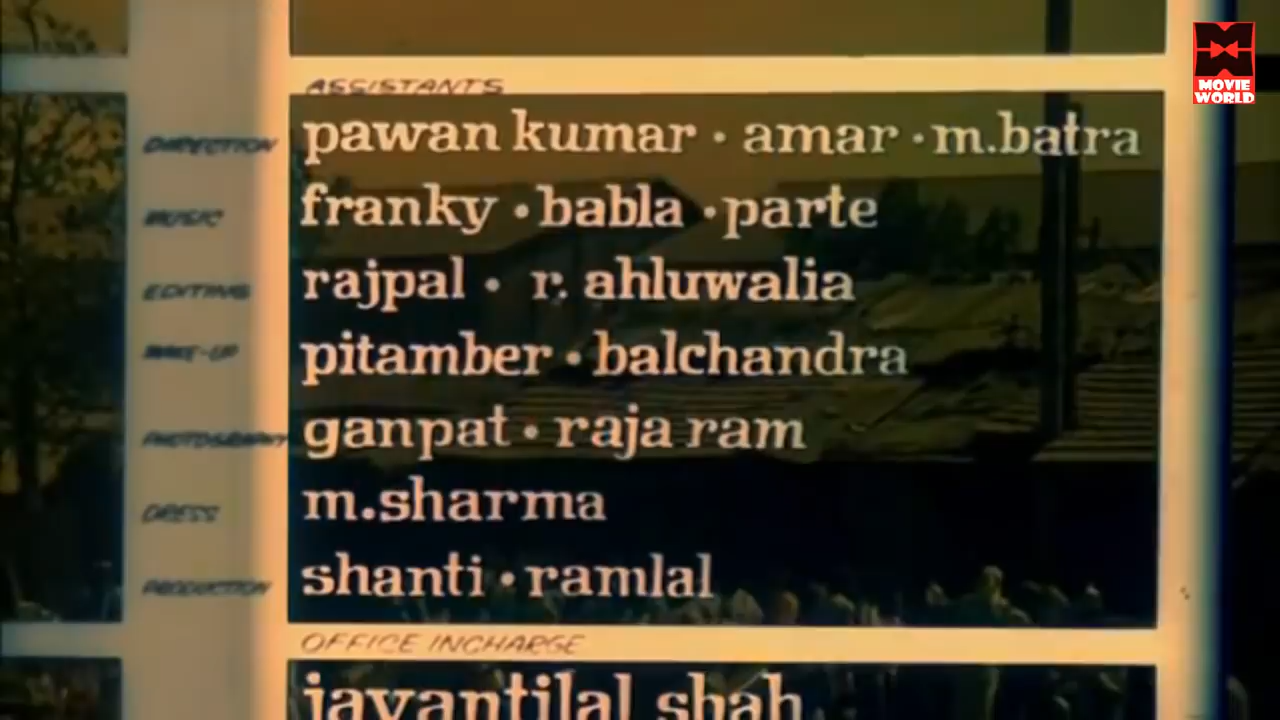 MOVIE
WORLD
ASSISTANTS
DIRECTION pawan kumar · amar · m.batra
MUSIC franky · babla · parte
EDITING rajpal · r. ahluwalia
MAKE-UP pitamber · balchandra
PHOTOGRAPHY ganpat · raja ram
DRESS m.sharma
PRODUCTION shanti · ramlal
OFFICE INCHARGE
jayantilal shah